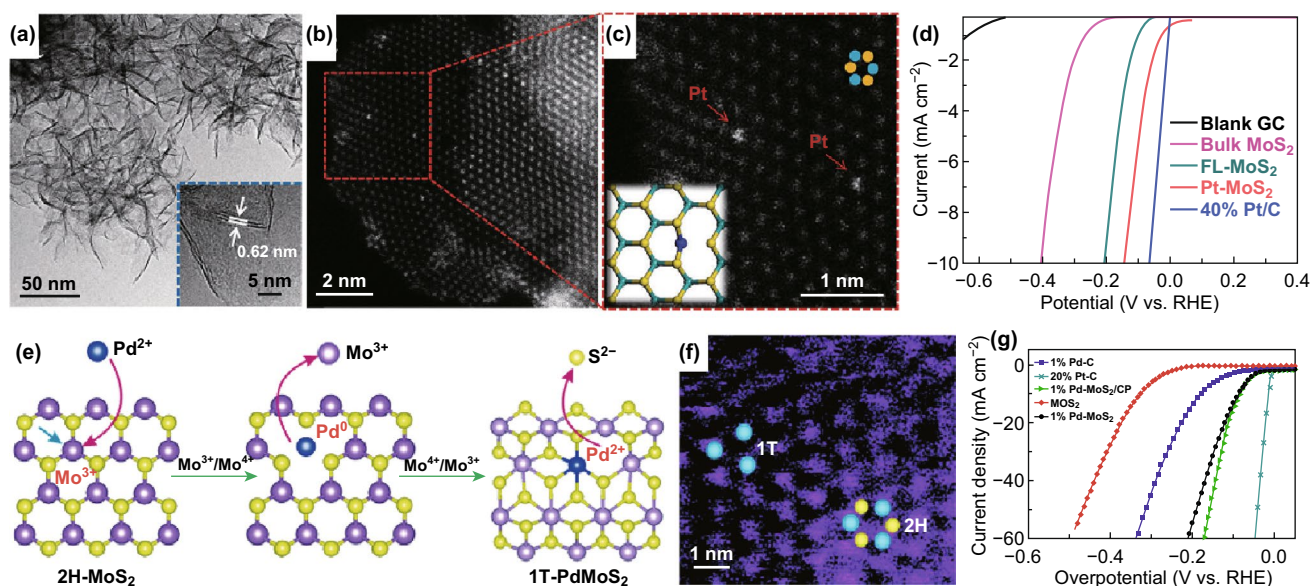 (a)
0.62 nm
50 nm
5 nm
(b)
2 nm
(c)
Pt
Pt
1 nm
(d)
Current (mA cm⁻²)
−2
−4
−6
−8
−10
−0.6
−0.4
−0.2
0.0
0.2
0.4
Potential (V vs. RHE)
Blank GC
Bulk MoS₂
FL-MoS₂
Pt-MoS₂
40% Pt/C
(e)
Pd²⁺
Mo³⁺
2H-MoS₂
Mo³⁺/Mo⁴⁺
Mo³⁺
Pd⁰
Mo⁴⁺/Mo³⁺
S²⁻
Pd²⁺
1T-PdMoS₂
(f)
1T
2H
1 nm
(g)
Current density (mA cm⁻²)
0
−20
−40
−60
−0.6
−0.4
−0.2
0.0
Overpotential (V vs. RHE)
1% Pd-C
20% Pt-C
1% Pd-MoS₂/CP
MOS₂
1% Pd-MoS₂